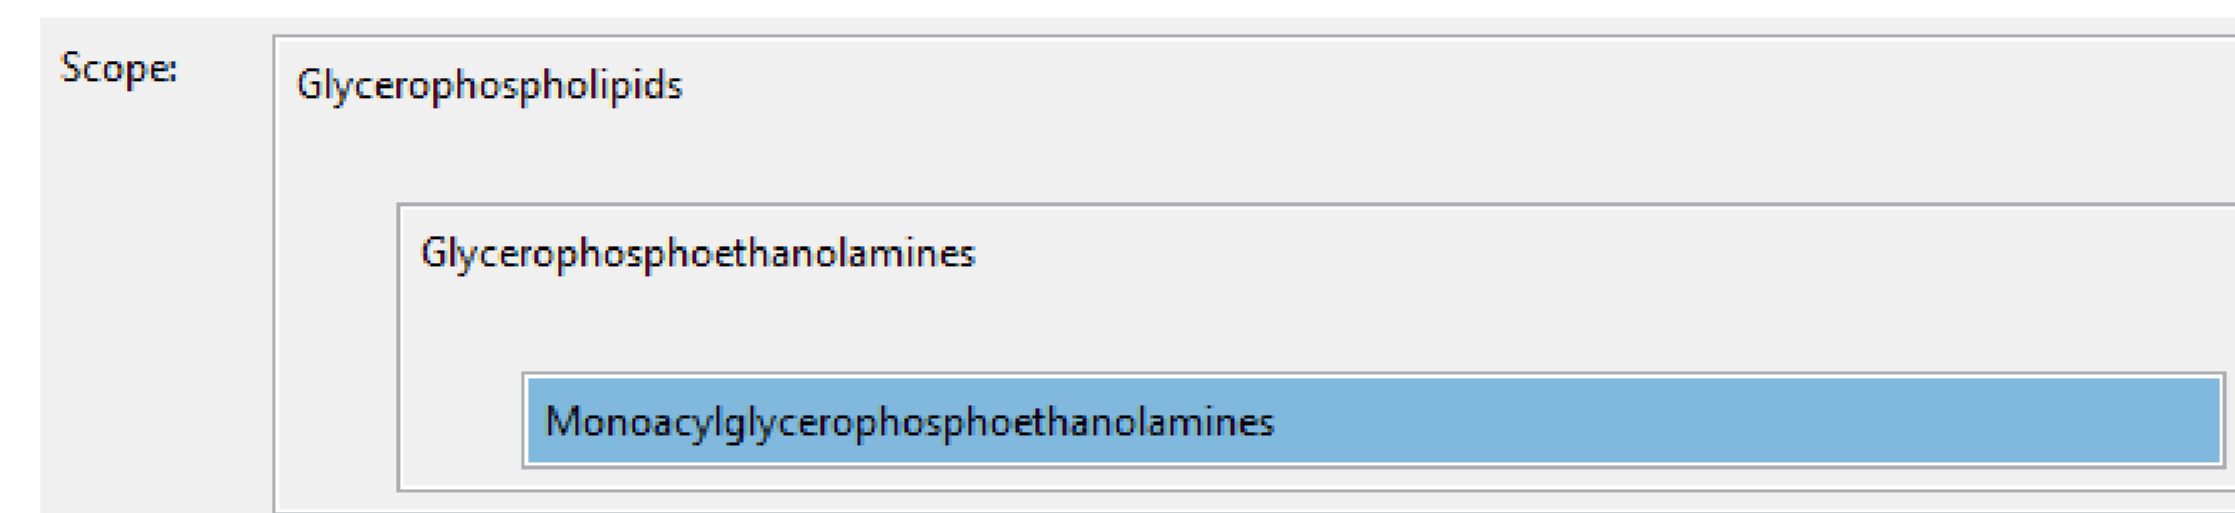 Scope:
Glycerophospholipids
Glycerophosphoethanolamines
Monoacylglycerophosphoethanolamines